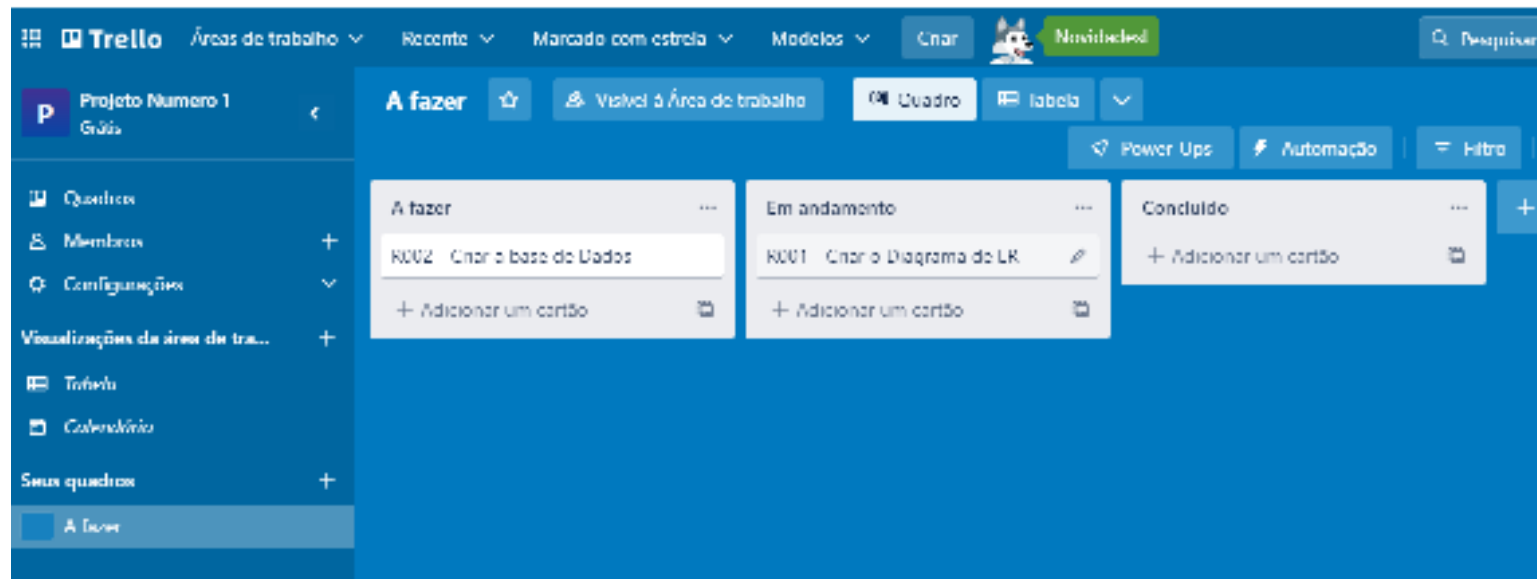 Trello Áreas de trabalho Recente Marcado com estrela Modelos Criar Novidades! Pesquisar
P Projeto Numero 1
Grátis
A fazer Visível à Área de trabalho Quadro Tabela
Power-Ups Automação Filtro
Quadros
Membros
Configurações
Visualizações da área de tra...
Tabela
Calendário
Seus quadros
A fazer
A fazer
R002 - Criar a base de Dados
+ Adicionar um cartão
Em andamento
R001 - Criar o Diagrama de ER
+ Adicionar um cartão
Concluído
+ Adicionar um cartão